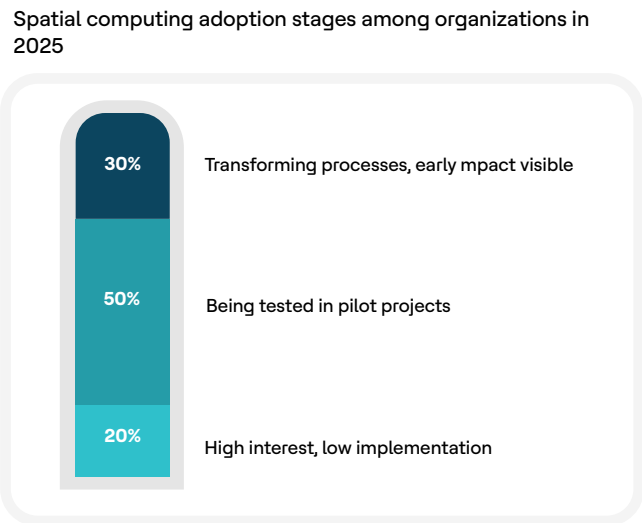 Spatial computing adoption stages among organizations in
2025
30%
Transforming processes, early mpact visible
50%
Being tested in pilot projects
20%
High interest, low implementation